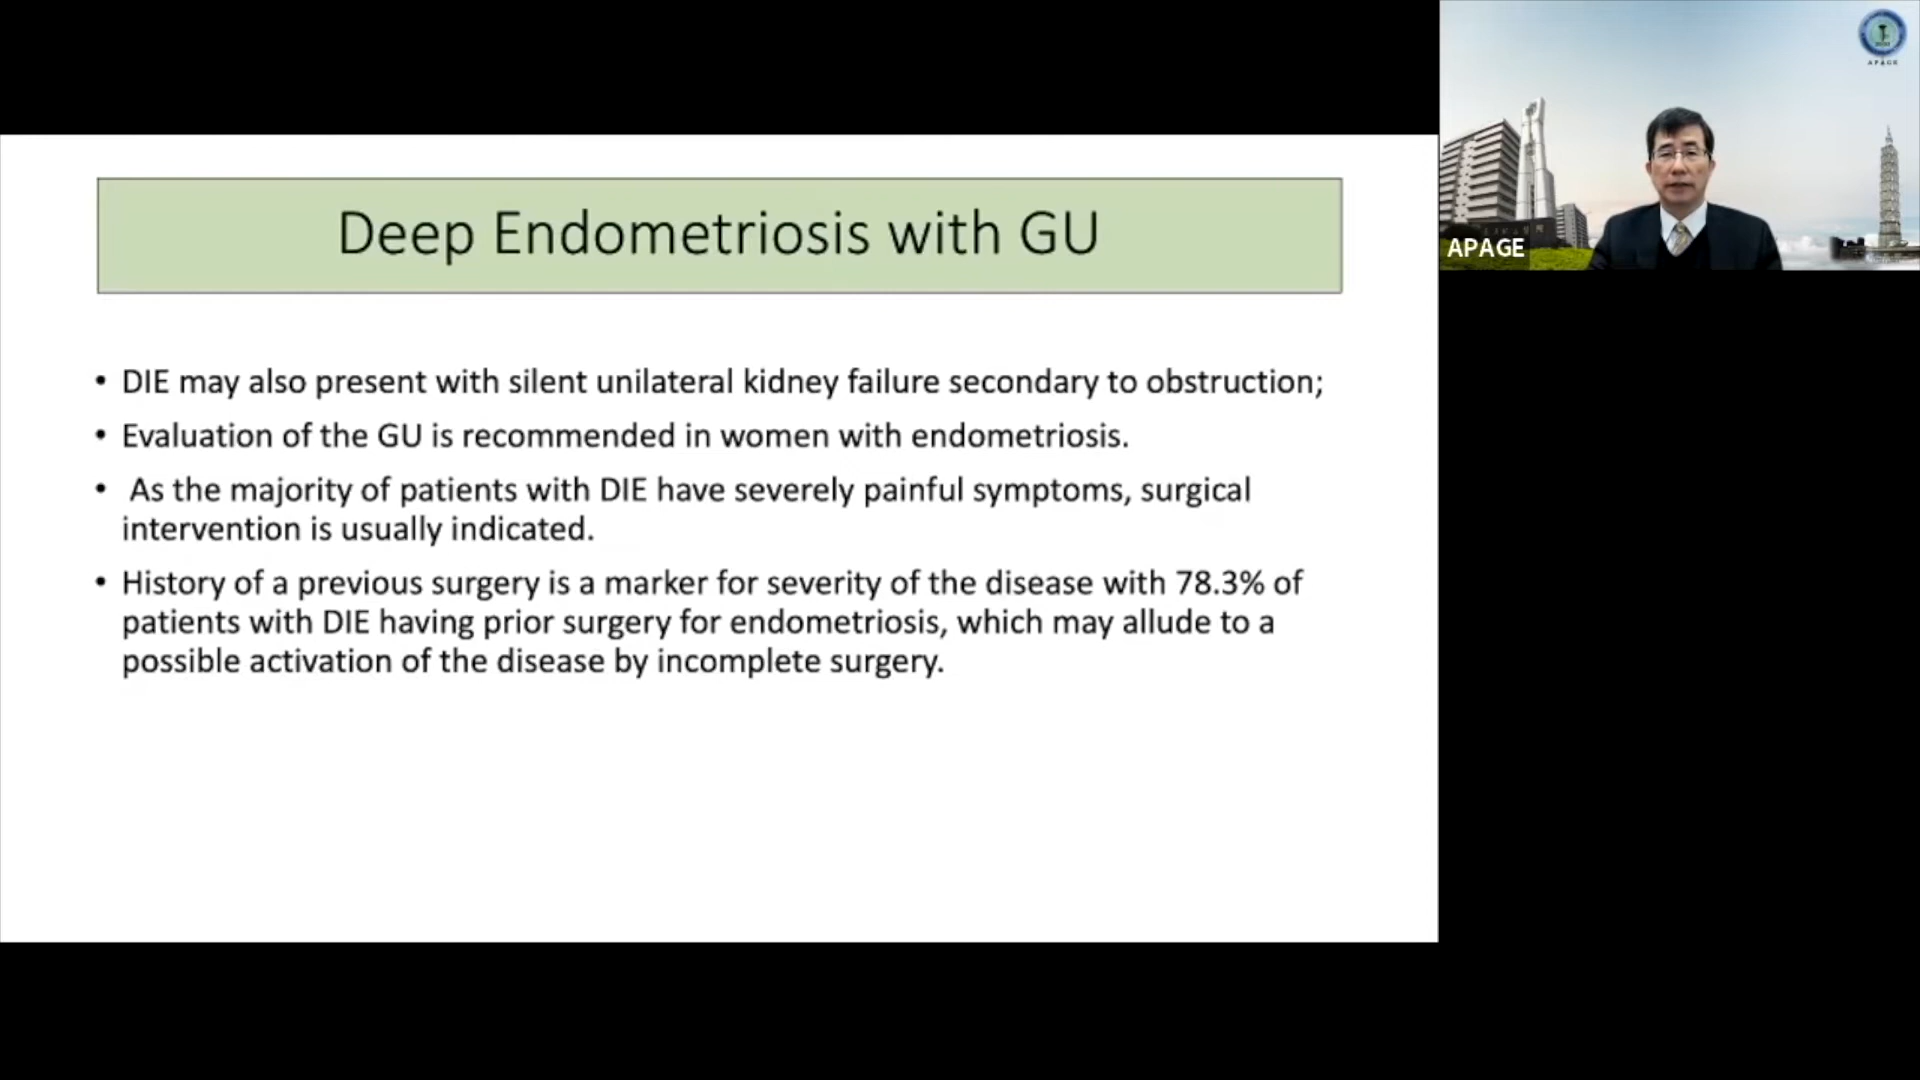 Deep Endometriosis with GU
• DIE may also present with silent unilateral kidney failure secondary to obstruction;
• Evaluation of the GU is recommended in women with endometriosis.
• As the majority of patients with DIE have severely painful symptoms, surgical
intervention is usually indicated.
• History of a previous surgery is a marker for severity of the disease with 78.3% of
patients with DIE having prior surgery for endometriosis, which may allude to a
possible activation of the disease by incomplete surgery.
APAGE
APAGE